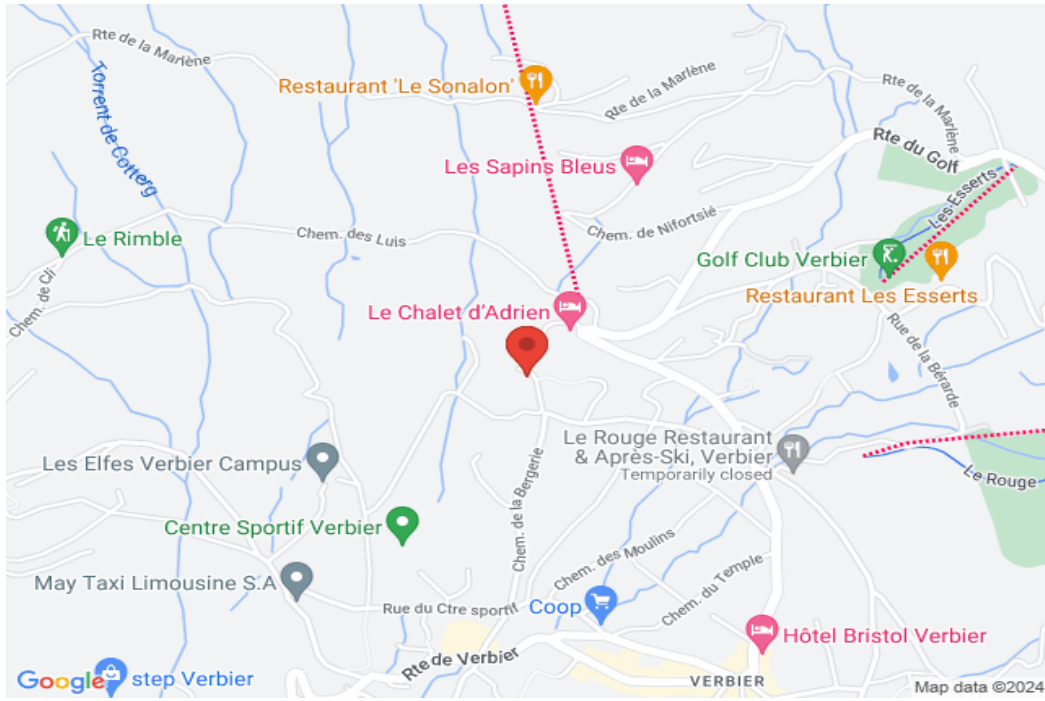 Rte de la Marlène
Torrent de Cotterg
Restaurant 'Le Sonalon'
Rte de la Marlène
Rte de la Marlène
Rte du Golf
Les Sapins Bleus
Les Esserts
Chem. de Nifortsié
Le Rimble
Chem. des Luis
Golf Club Verbier
Chem. de Cli
Restaurant Les Esserts
Le Chalet d'Adrien
Rue de la Bérarde
Le Rouge Restaurant
& Après-Ski, Verbier
Temporarily closed
Les Elfes Verbier Campus
Le Rouge
Chem. de la Bergerie
Centre Sportif Verbier
Chem. des Moulins
May Taxi Limousine S.A
Chem. du Temple
Rue du Ctre sportif
Coop
Hôtel Bristol Verbier
Rte de Verbier
Google
step Verbier
VERBIER
Map data ©2024